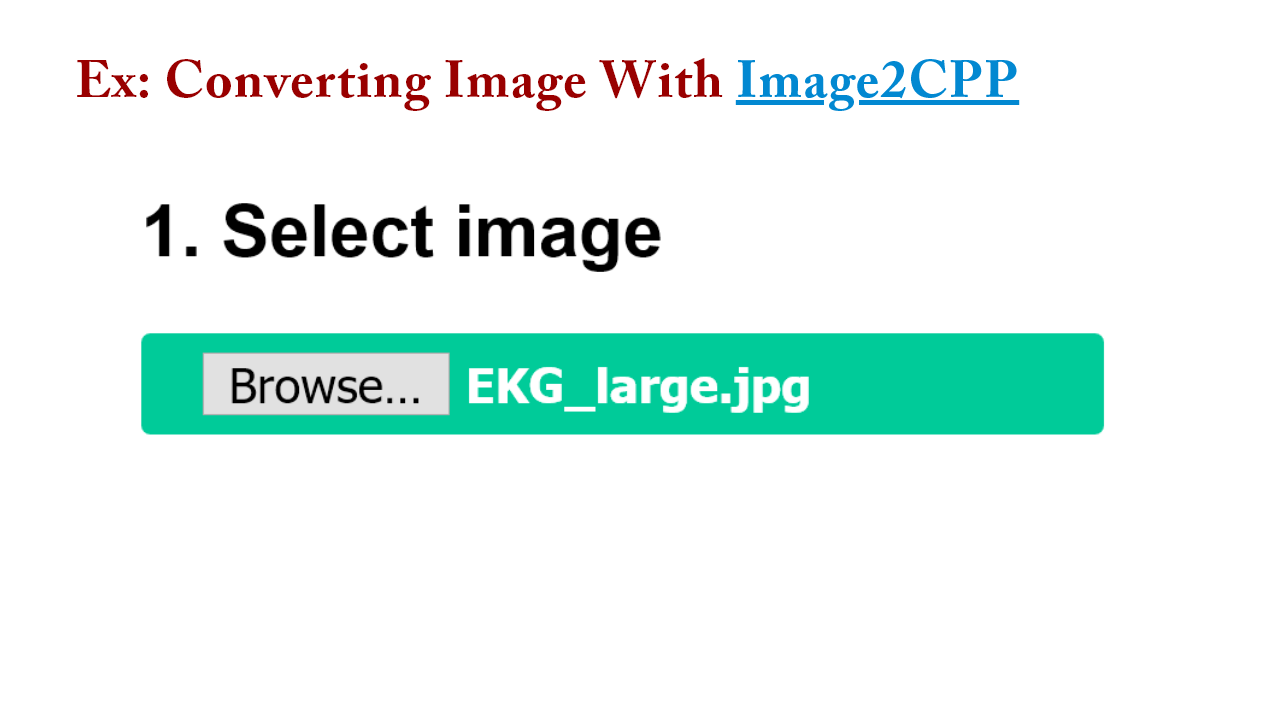 Ex: Converting Image With Image2CPP
1. Select image
Browse... EKG_large.jpg